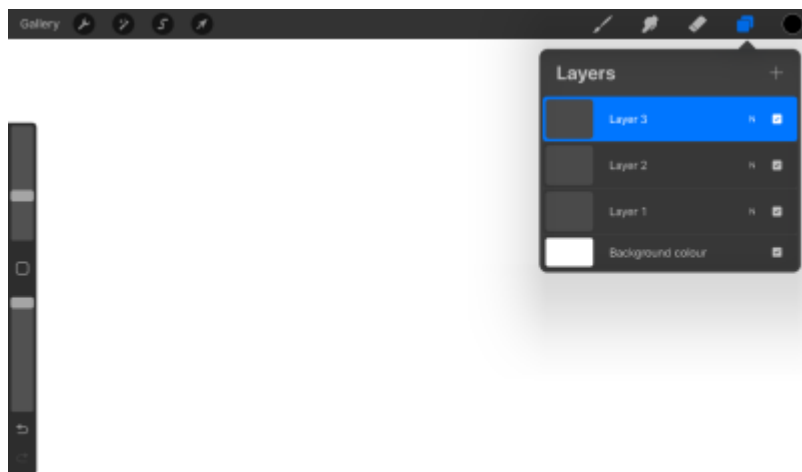 Gallery
Layers
Layer 3 N
Layer 2 N
Layer 1 N
Background colour